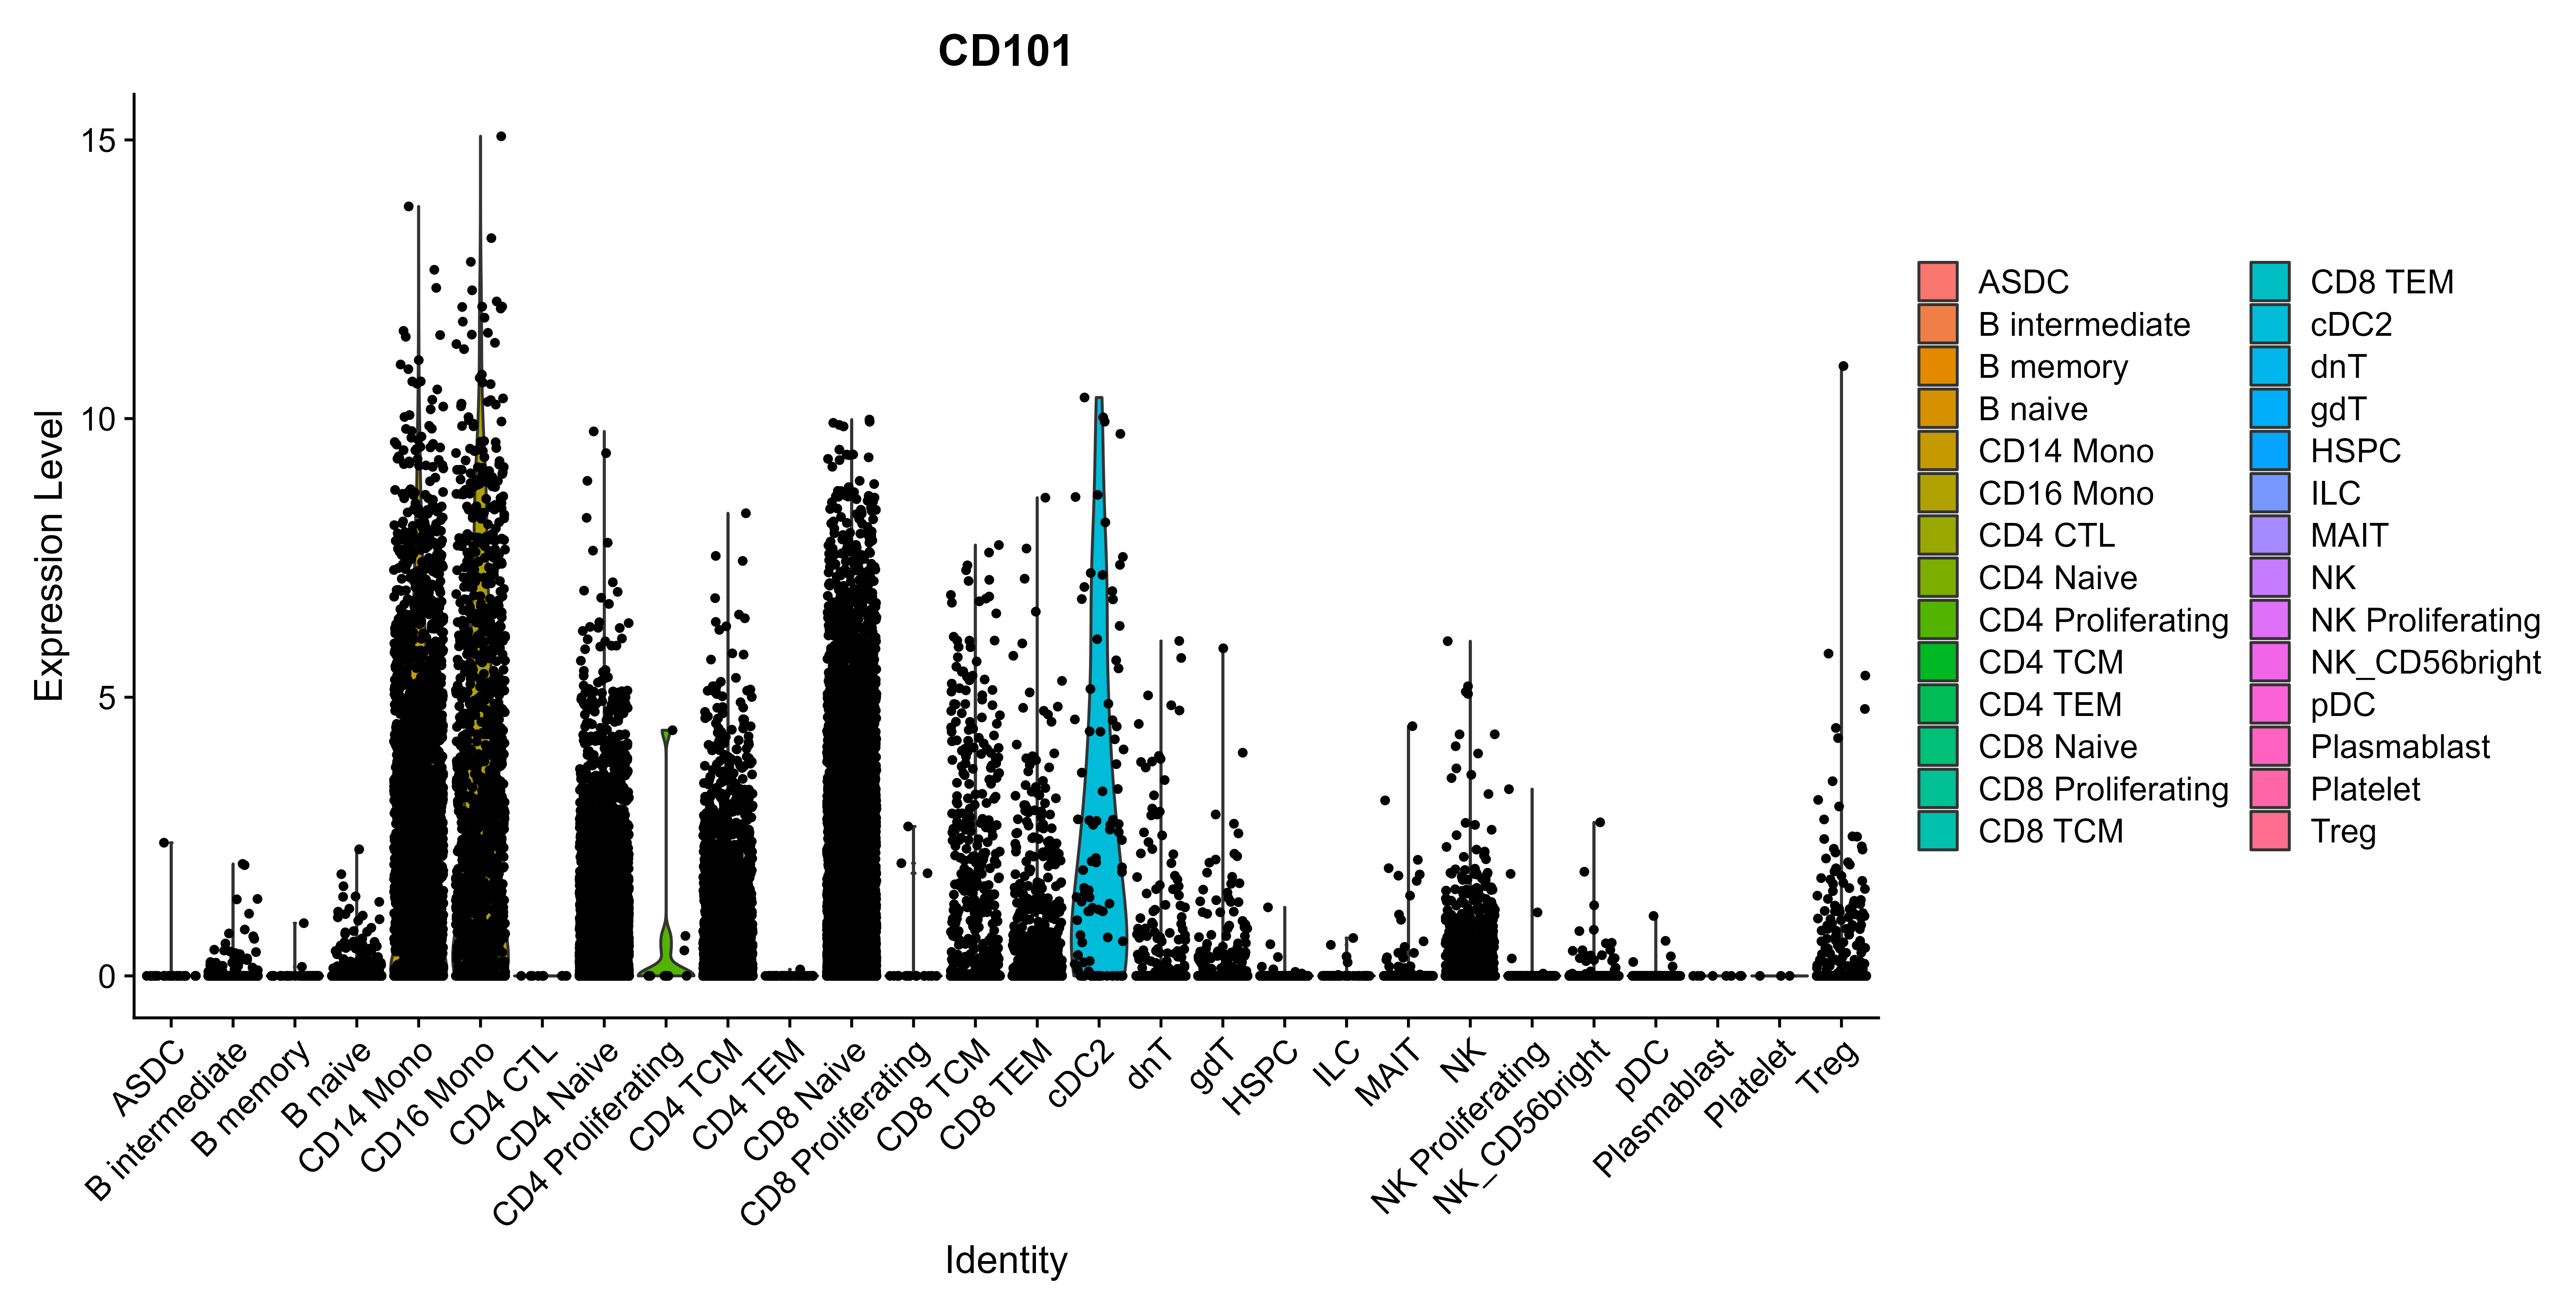 CD101
Expression Level
15
10
5
0
ASDC
B intermediate
B memory
B naive
CD14 Mono
CD16 Mono
CD4 CTL
CD4 Naive
CD4 Proliferating
CD4 TCM
CD4 TEM
CD8 Naive
CD8 Proliferating
CD8 TCM
CD8 TEM
cDC2
dnT
gdT
HSPC
ILC
MAIT
NK
NK Proliferating
NK_CD56bright
pDC
Plasmablast
Platelet
Treg
Identity
ASDC
B intermediate
B memory
B naive
CD14 Mono
CD16 Mono
CD4 CTL
CD4 Naive
CD4 Proliferating
CD4 TCM
CD4 TEM
CD8 Naive
CD8 Proliferating
CD8 TCM
CD8 TEM
cDC2
dnT
gdT
HSPC
ILC
MAIT
NK
NK Proliferating
NK_CD56bright
pDC
Plasmablast
Platelet
Treg